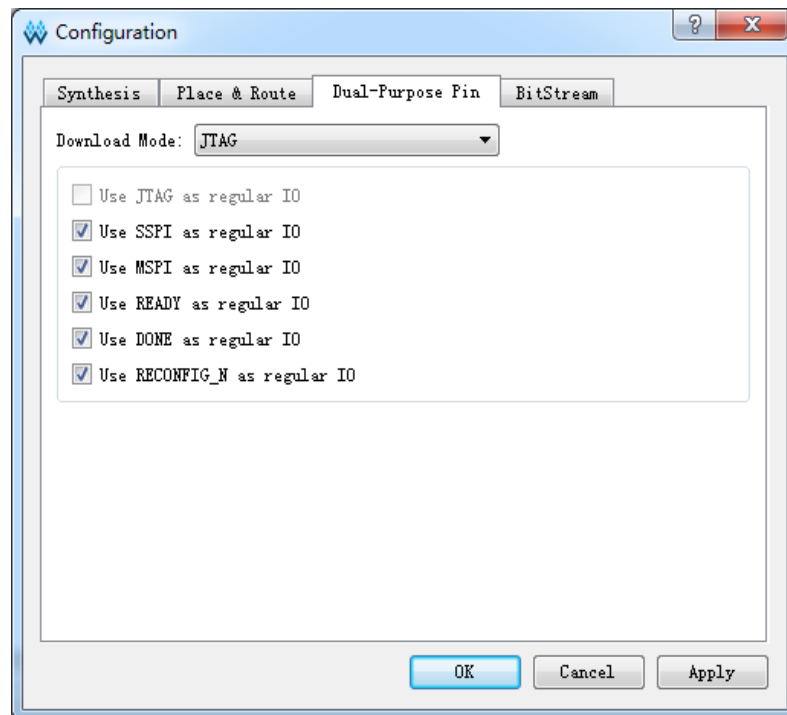 Configuration
?
X
Synthesis Place & Route Dual-Purpose Pin BitStream
Download Mode: JTAG
Use JTAG as regular IO
Use SSPI as regular IO
Use MSPI as regular IO
Use READY as regular IO
Use DONE as regular IO
Use RECONFIG_N as regular IO
OK Cancel Apply